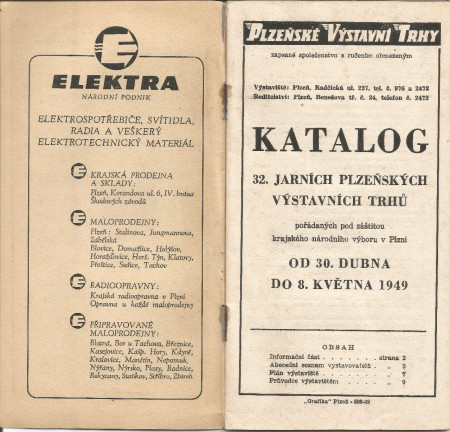 ELEKTRA
NÁRODNÍ PODNIK
ELEKTROSPOTŘEBIČE, SVÍTIDLA,
RADIA A VEŠKERÝ
ELEKTROTECHNICKÝ MATERIÁL
KRAJSKÁ PRODEJNA
A SKLADY:
Plzeň, Korandova ul. 6, IV. brána
Škodových závodů
MALOPRODEJNY:
Plzeň: Stalinova, Jungmannova,
Zábělská
Blovice, Domažlice, Holýšov,
Horažďovice, Horš. Týn, Klatovy,
Přeštice, Sušice, Tachov
RADIOOPRAVNY:
Krajská radioopravna v Plzni
Opravna u každé maloprodejny
PŘIPRAVOVANÉ
MALOPRODEJNY:
Blatná, Bor u Tachova, Březnice,
Kasejovice, Kašp. Hory, Kdyně,
Kralovice, Manětín, Nepomuk,
Nýřany, Nýrsko, Plasy, Radnice,
Rokycany, Staňkov, Stříbro, Zbiroh
PLZEŇSKÉ VÝSTAVNÍ TRHY
zapsané společenstvo s ručením obmezeným
Výstaviště: Plzeň, Radčická ul. 227, tel. č. 976 a 2472
Ředitelství: Plzeň, Benešova tř. č. 24, telefon č. 2472
KATALOG
32. JARNÍCH PLZEŇSKÝCH
VÝSTAVNÍCH TRHŮ
pořádaných pod záštitou
krajského národního výboru v Plzni
OD 30. DUBNA
DO 8. KVĚTNA 1949
OBSAH
Informační část . . . . . . . strana 2
Abecední seznam vystavovatelů . „ 3
Plán výstaviště . . . . . . . „ 7
Průvodce výstavištěm . . . . . „ 9
„Grafika" Plzeň -